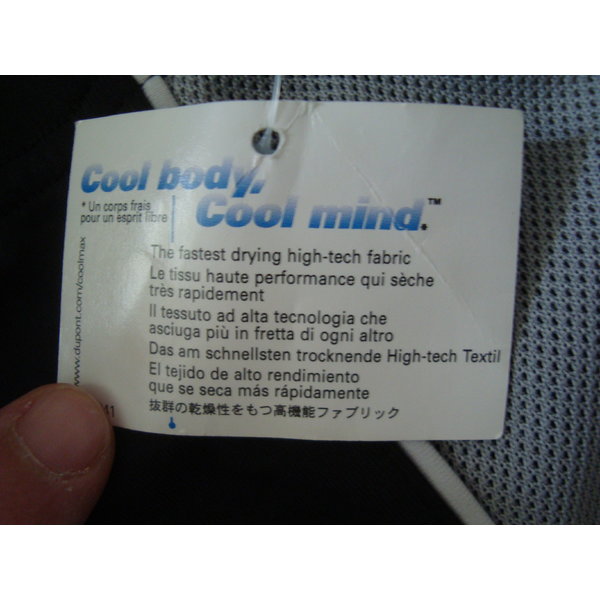 Cool body.
* Un corps frais
pour un esprit libre
Cool mind.™
The fastest drying high-tech fabric
Le tissu haute performance qui sèche
très rapidement
Il tessuto ad alta tecnologia che
asciuga più in fretta di ogni altro
Das am schnellsten trocknende High-tech Textil
El tejido de alto rendimiento
que se seca más rápidamente
抜群の乾燥性をもつ高機能ファブリック
www.dupont.com/coolmax